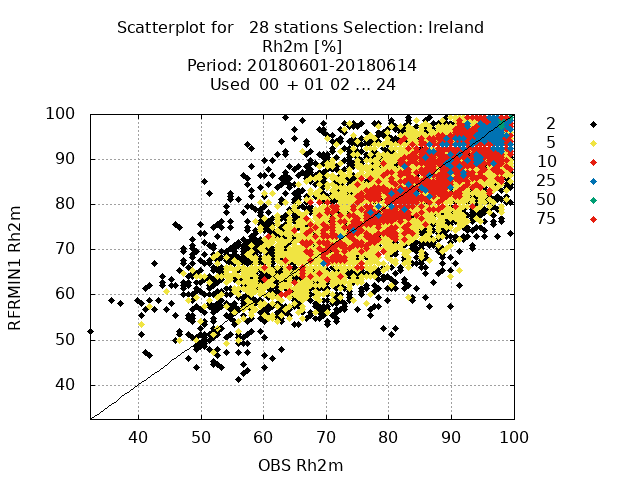 Scatterplot for 28 stations Selection: Ireland
Rh2m [%]
Period: 20180601-20180614
Used 00 + 01 02 ... 24
RFRMIN1 Rh2m
100
90
80
70
60
50
40
40 50 60 70 80 90 100
OBS Rh2m
2
5
10
25
50
75